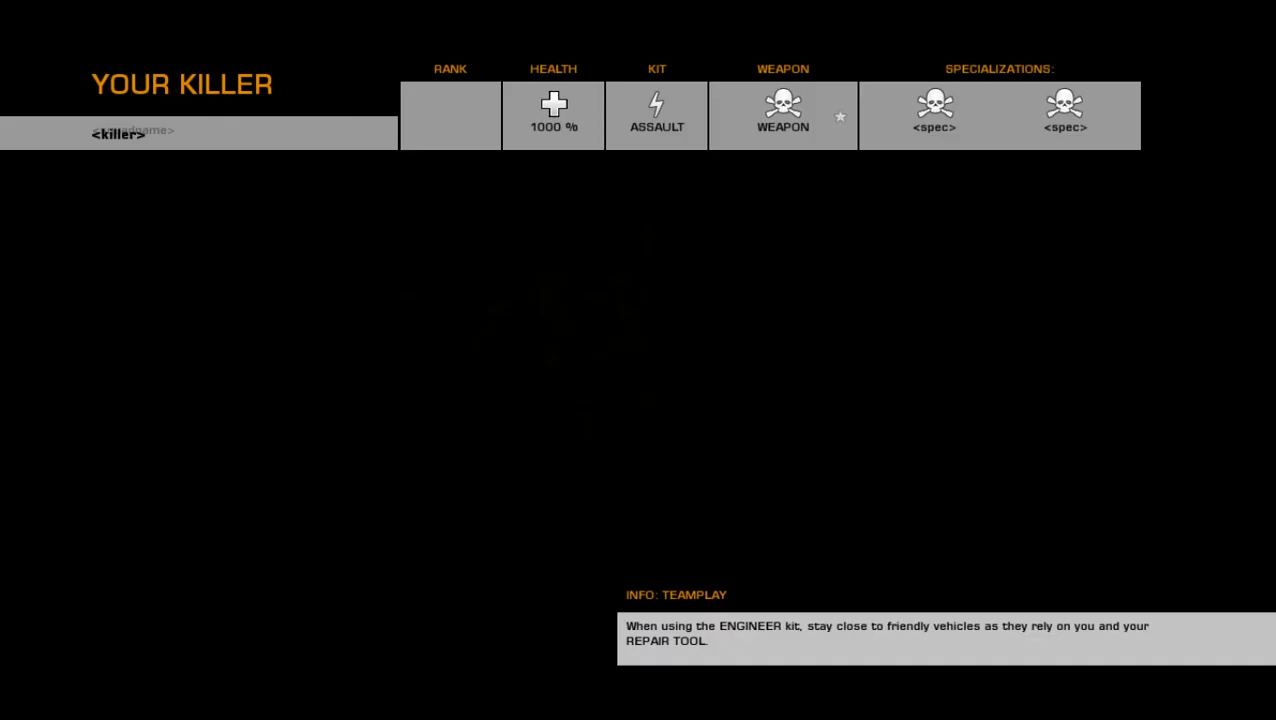 YOUR KILLER
<killer>
RANK
HEALTH
1000 %
KIT
ASSAULT
WEAPON
WEAPON
SPECIALIZATIONS:
<spec>
<spec>
INFO: TEAMPLAY
When using the ENGINEER kit, stay close to friendly vehicles as they rely on you and your
REPAIR TOOL.